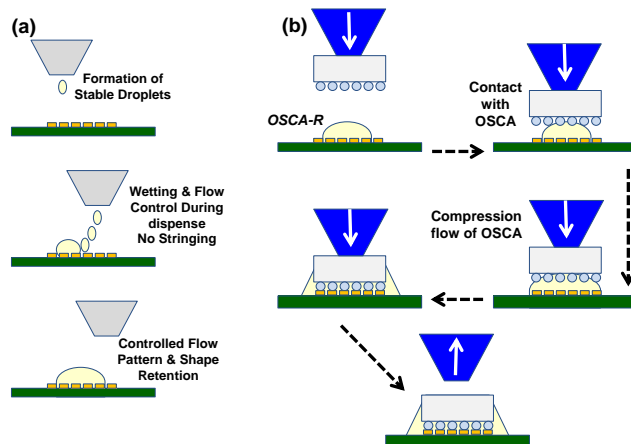 (a)
Formation of
Stable Droplets
Wetting & Flow
Control During
dispense
No Stringing
Controlled Flow
Pattern & Shape
Retention
(b)
OSCA-R
Contact
with
OSCA
Compression
flow of OSCA